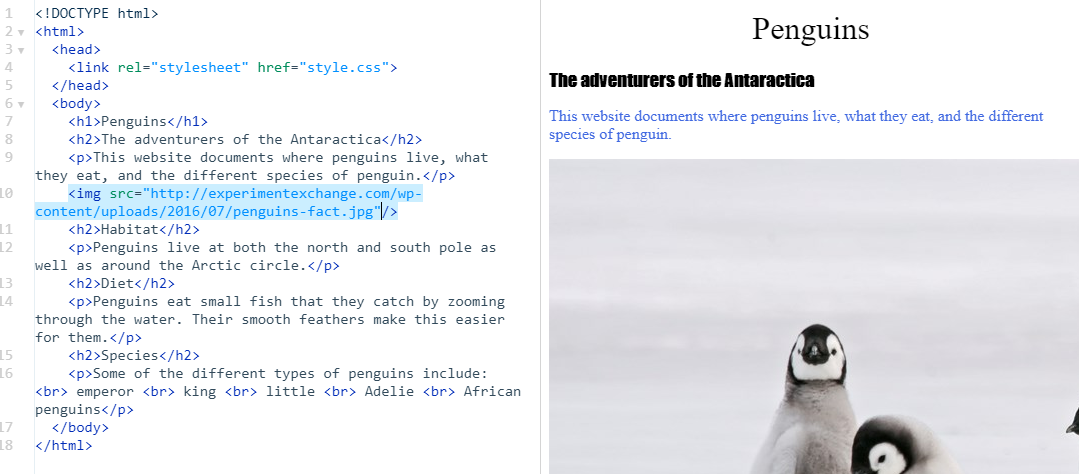 1 <!DOCTYPE html>
2 <html>
3 <head>
4 <link rel="stylesheet" href="style.css">
5 </head>
6 <body>
7 <h1>Penguins</h1>
8 <h2>The adventurers of the Antaractica</h2>
9 <p>This website documents where penguins live, what
they eat, and the different species of penguin.</p>
10 <img src="http://experimentexchange.com/wp-
content/uploads/2016/07/penguins-fact.jpg"/>
11 <h2>Habitat</h2>
12 <p>Penguins live at both the north and south pole as
well as around the Arctic circle.</p>
13 <h2>Diet</h2>
14 <p>Penguins eat small fish that they catch by zooming
through the water. Their smooth feathers make this easier
for them.</p>
15 <h2>Species</h2>
16 <p>Some of the different types of penguins include:
<br> emperor <br> king <br> little <br> Adelie <br> African
penguins</p>
17 </body>
18 </html>
Penguins
The adventurers of the Antaractica
This website documents where penguins live, what they eat, and the different
species of penguin.